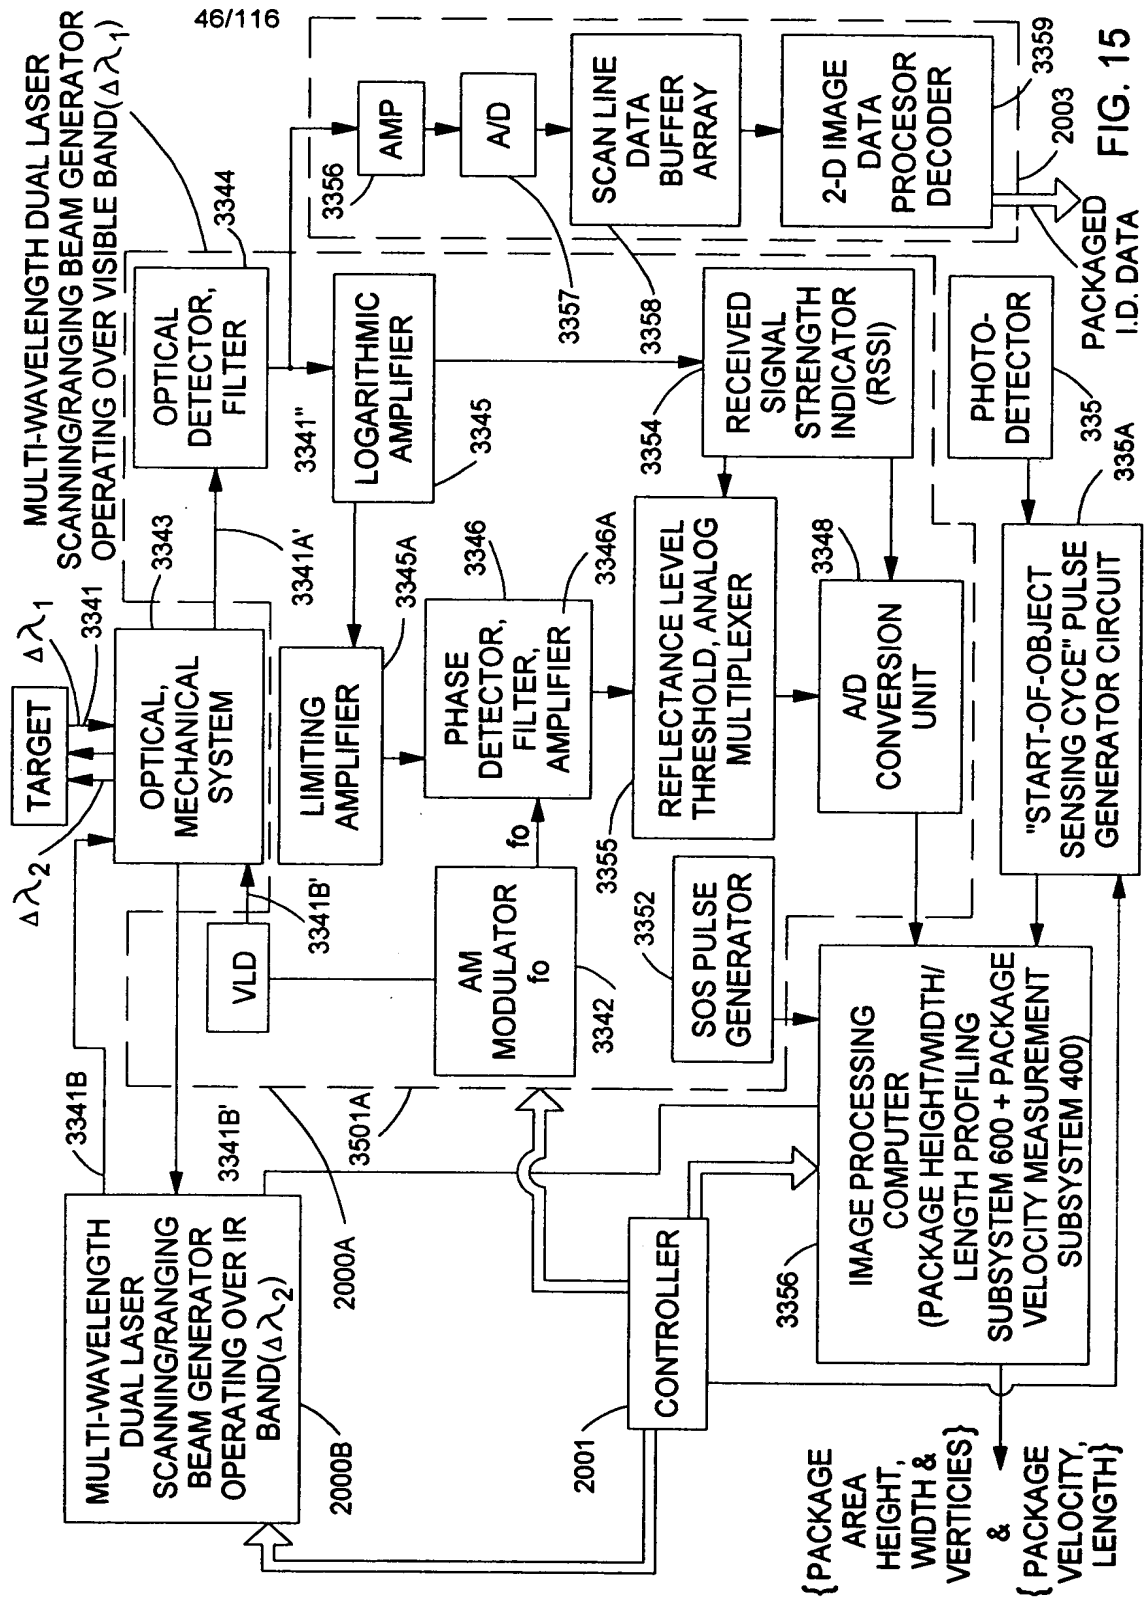 46/116
MULTI-WAVELENGTH DUAL LASER
SCANNING/RANGING BEAM GENERATOR
OPERATING OVER VISIBLE BAND(Δλ1)
TARGET
Δλ1
3341
Δλ2
3343
OPTICAL,
MECHANICAL
SYSTEM
3341A'
3344
OPTICAL
DETECTOR,
FILTER
3341"
3356
AMP
A/D
3357
SCAN LINE
DATA
BUFFER
ARRAY
3358
2-D IMAGE
DATA
PROCESOR
DECODER
3359
2003
PACKAGED
I.D. DATA
LOGARITHMIC
AMPLIFIER
3345
3345A
LIMITING
AMPLIFIER
3346
3346A
PHASE
DETECTOR,
FILTER,
AMPLIFIER
fo
3354
RECEIVED
SIGNAL
STRENGTH
INDICATOR
(RSSI)
REFLECTANCE LEVEL
THRESHOLD, ANALOG
MULTIPLEXER
3355
3348
A/D
CONVERSION
UNIT
PHOTO-
DETECTOR
335
335A
"START-OF-OBJECT
SENSING CYCE" PULSE
GENERATOR CIRCUIT
VLD
3341B'
AM
MODULATOR
fo
3342
3352
SOS PULSE
GENERATOR
3341B
3341B'
MULTI-WAVELENGTH
DUAL LASER
SCANNING/RANGING
BEAM GENERATOR
OPERATING OVER IR
BAND(Δλ2)
2000B
2000A
3501A
2001
CONTROLLER
3356
IMAGE PROCESSING
COMPUTER
(PACKAGE HEIGHT/WIDTH/
LENGTH PROFILING
SUBSYSTEM 600 + PACKAGE
VELOCITY MEASUREMENT
SUBSYSTEM 400)
{PACKAGE
AREA
HEIGHT,
WIDTH &
VERTICIES}
&
{PACKAGE
VELOCITY,
LENGTH}
FIG. 15